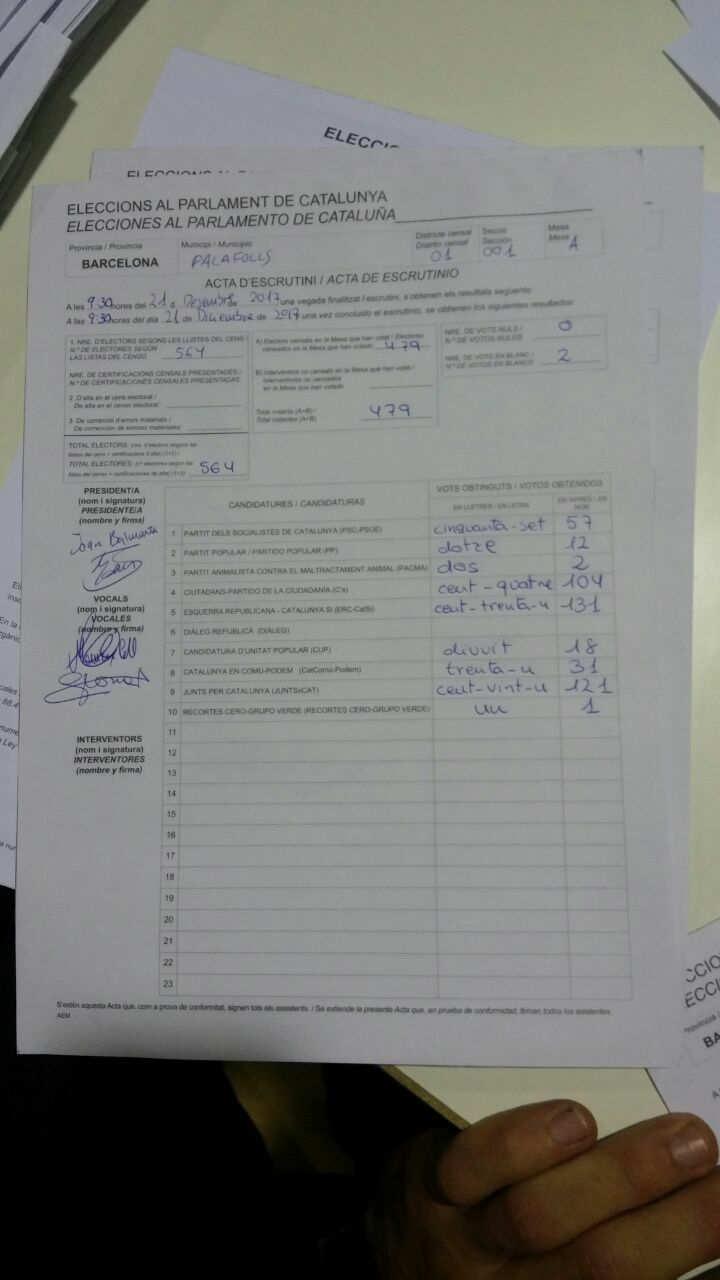 ELECCIO
ELECCIONS AL
ELECCIONS AL PARLAMENT DE CATALUNYA
ELECCIONES AL PARLAMENTO DE CATALUÑA
Província / Provincia Municipi / Municipio Districte censal Secció Mesa
Distrito censal Sección Mesa
BARCELONA PALAFOLLS 01 001 A
ACTA D'ESCRUTINI / ACTA DE ESCRUTINIO
A les 9:30 hores del 21 d Dezembre de 2017 una vegada finalitzat l'escrutini, s'obtenen els resultats següents:
A las 9:30 horas del día 21 de Diciembre de 2017 una vez concluido el escrutinio, se obtienen los siguientes resultados:
1. NRE. D'ELECTORS SEGONS LES LLISTES DEL CENS /
N.º DE ELECTORES SEGÚN
LAS LISTAS DEL CENSO 564
NRE. DE CERTIFICACIONS CENSALS PRESENTADES /
N.º DE CERTIFICACIONES CENSALES PRESENTADAS
2. D'alta en el cens electoral /
De alta en el censo electoral:
3. De correcció d'errors materials /
De corrección de errores materiales:
TOTAL ELECTORS: (nre. d'electors segons les
llistes del cens + certificacions d'alta) (1+2) /
TOTAL ELECTORES: (nº electores según las
listas del censo + certificaciones de alta) (1+2) 564
A) Electors censats en la Mesa que han votat / Electores
censados en la Mesa que han votado 479
B) Interventors no censats en la Mesa que han votat /
Interventores no censados
en la Mesa que han votado
Total votants (A+B) /
Total votantes (A+B) 479
NRE. DE VOTS NULS /
N.º DE VOTOS NULOS 0
NRE. DE VOTS EN BLANC /
N.º DE VOTOS EN BLANCO 2
PRESIDENT/A
(nom i signatura)
PRESIDENTE/A
(nombre y firma)
VOCALS
(nom i signatura)
VOCALES
(nombre y firma)
INTERVENTORS
(nom i signatura)
INTERVENTORES
(nombre y firma)
CANDIDATURES / CANDIDATURAS VOTS OBTINGUTS / VOTOS OBTENIDOS
EN LLETRES / EN LETRA EN XIFRES / EN NÚM
1 PARTIT DELS SOCIALISTES DE CATALUNYA (PSC-PSOE) cinquanta-set 57
2 PARTIT POPULAR / PARTIDO POPULAR (PP) dotze 12
3 PARTIT ANIMALISTA CONTRA EL MALTRACTAMENT ANIMAL (PACMA) dos 2
4 CIUTADANS-PARTIDO DE LA CIUDADANÍA (C's) cent-quatre 104
5 ESQUERRA REPUBLICANA - CATALUNYA SÍ (ERC-CatSí) cent-trenta-u 131
6 DIÀLEG REPUBLICÀ (DIÀLEG)
7 CANDIDATURA D'UNITAT POPULAR (CUP) divuit 18
8 CATALUNYA EN COMÚ-PODEM (CatComú-Podem) trenta-u 31
9 JUNTS PER CATALUNYA (JUNTSxCAT) cent-vint-u 121
10 RECORTES CERO-GRUPO VERDE (RECORTES CERO-GRUPO VERDE) un 1
11
12
13
14
15
16
17
18
19
20
21
22
23
S'estén aquesta Acta que, com a prova de conformitat, signen tots els assistents. / Se extiende la presente Acta que, en prueba de conformidad, firman todos los asistentes.
AEM